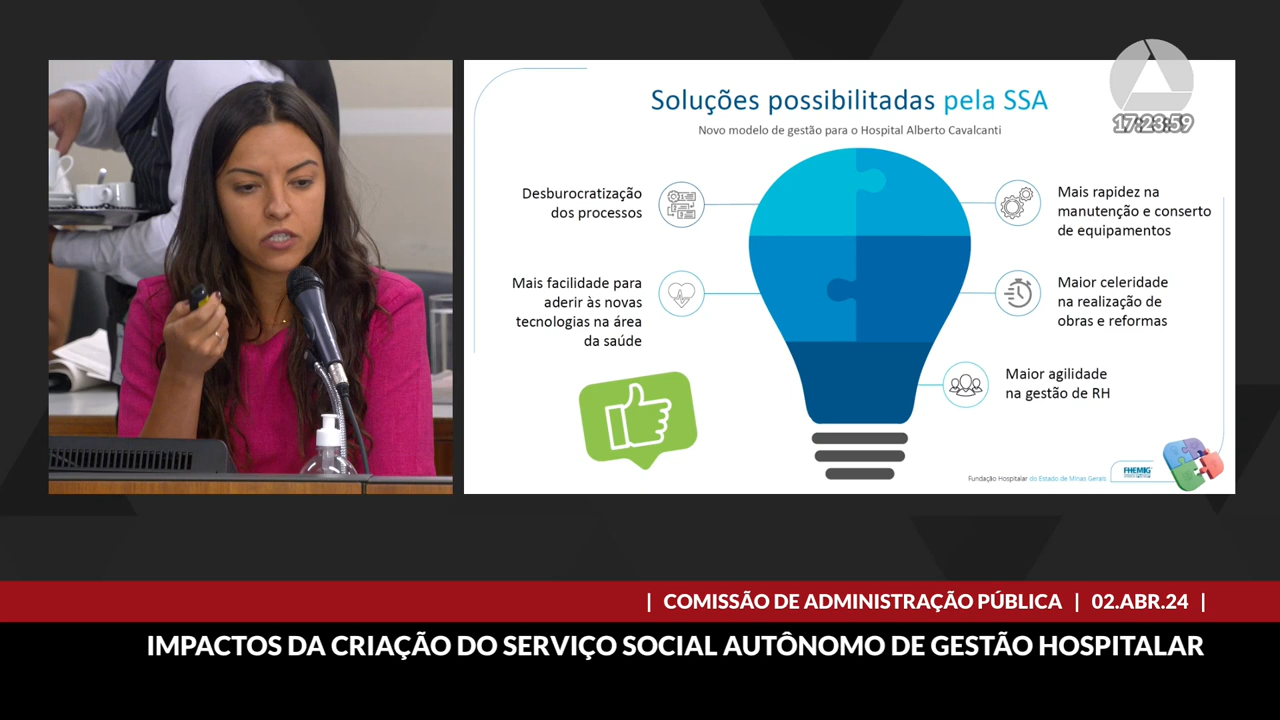 Soluções possibilitadas pela SSA
Novo modelo de gestão para o Hospital Alberto Cavalcanti
17:23:59
Desburocratização
dos processos
Mais facilidade para
aderir às novas
tecnologias na área
da saúde
Mais rapidez na
manutenção e conserto
de equipamentos
Maior celeridade
na realização de
obras e reformas
Maior agilidade
na gestão de RH
Fundação Hospitalar do Estado de Minas Gerais
FHEMIG
| COMISSÃO DE ADMINISTRAÇÃO PÚBLICA | 02.ABR.24 |
IMPACTOS DA CRIAÇÃO DO SERVIÇO SOCIAL AUTÔNOMO DE GESTÃO HOSPITALAR